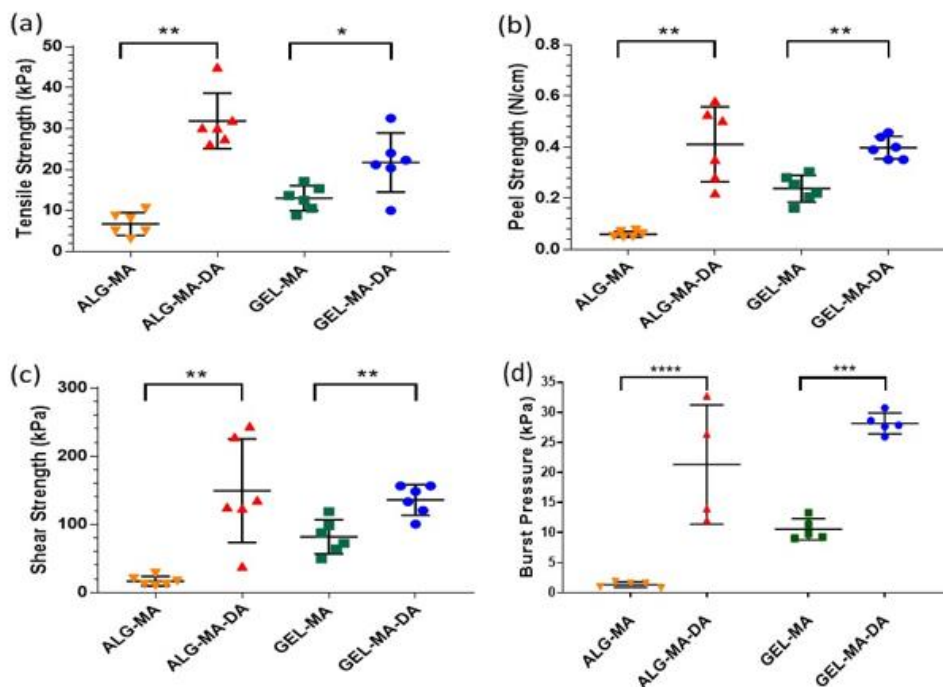 (a)
**
*
Tensile Strength (kPa)
50
40
30
20
10
0
ALG-MA
ALG-MA-DA
GEL-MA
GEL-MA-DA
(b)
**
**
Peel Strength (N/cm)
0.8
0.6
0.4
0.2
0.0
ALG-MA
ALG-MA-DA
GEL-MA
GEL-MA-DA
(c)
**
**
Shear Strength (kPa)
300
200
100
0
ALG-MA
ALG-MA-DA
GEL-MA
GEL-MA-DA
(d)
****
***
Burst Pressure (kPa)
35
30
25
20
15
10
5
0
ALG-MA
ALG-MA-DA
GEL-MA
GEL-MA-DA